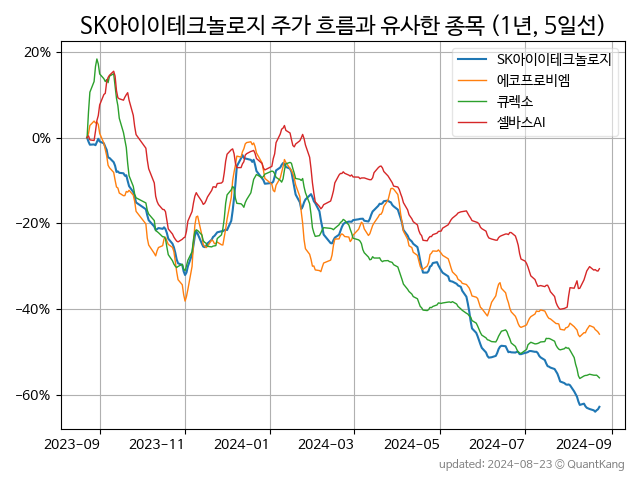 SK아이이테크놀로지 주가 흐름과 유사한 종목 (1년, 5일선)
SK아이이테크놀로지
에코프로비엠
큐렉소
셀바스AI
20%
0%
−20%
−40%
−60%
2023-09 2023-11 2024-01 2024-03 2024-05 2024-07 2024-09
updated: 2024-08-23 © QuantKang